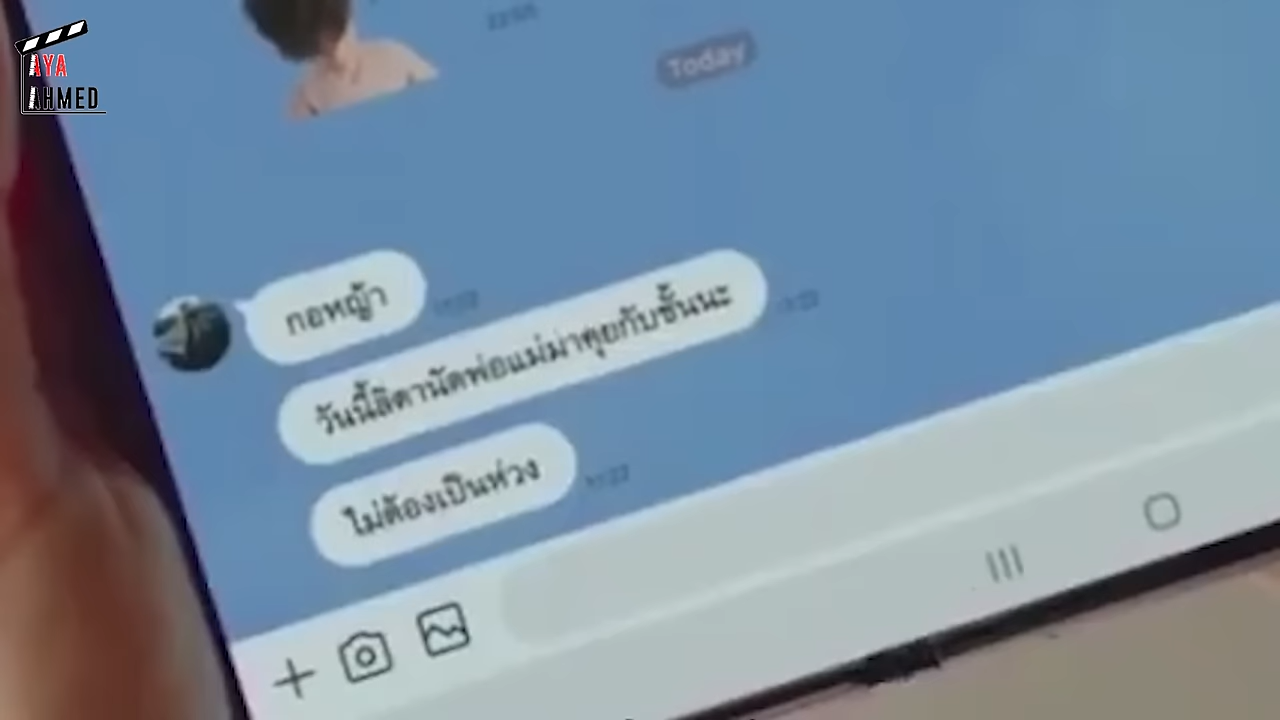 AYA
AHMED
Today
กอหญ้า
วันนี้ลิดานัดพ่อแม่มาคุยกับชั้นนะ
ไม่ต้องเป็นห่วง